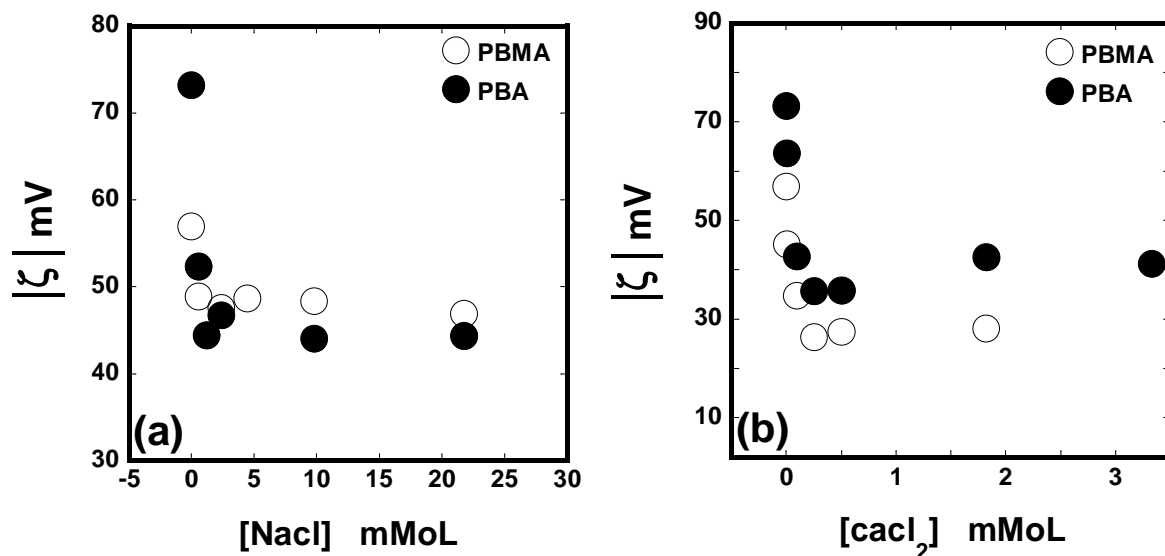 80
70
60
50
40
30
|ζ| mV
PBMA
PBA
(a)
-5 0 5 10 15 20 25 30
[Nacl] mMoL
90
70
50
30
10
|ζ| mV
PBMA
PBA
(b)
0 1 2 3
[cacl₂] mMoL